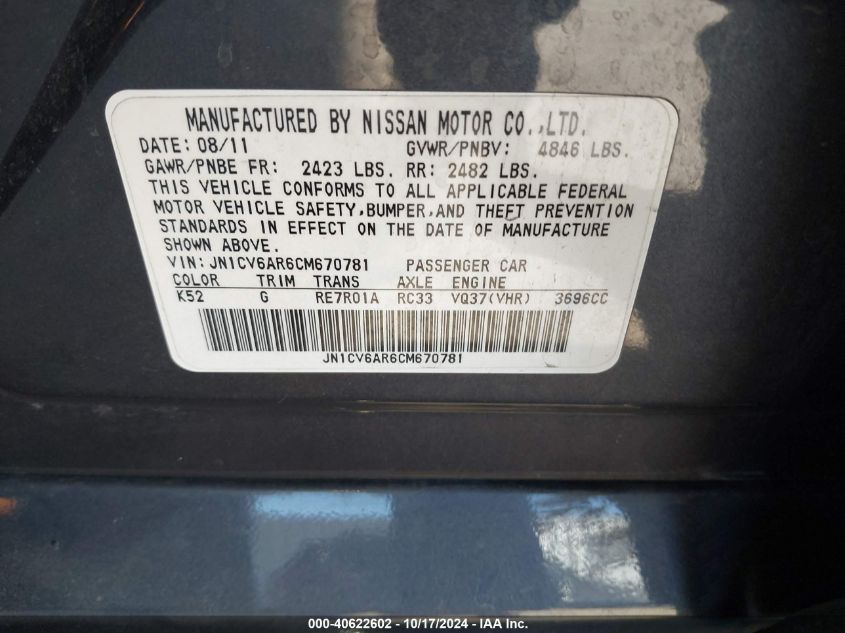 MANUFACTURED BY NISSAN MOTOR CO.,LTD.
DATE: 08/11 GVWR/PNBV: 4846 LBS.
GAWR/PNBE FR: 2423 LBS. RR: 2482 LBS.
THIS VEHICLE CONFORMS TO ALL APPLICABLE FEDERAL
MOTOR VEHICLE SAFETY,BUMPER,AND THEFT PREVENTION
STANDARDS IN EFFECT ON THE DATE OF MANUFACTURE
SHOWN ABOVE.
VIN: JN1CV6AR6CM670781 PASSENGER CAR
COLOR TRIM TRANS AXLE ENGINE
K52 G RE7R01A RC33 VQ37(VHR) 3696CC
JN1CV6AR6CM670781
000-40622602 - 10/17/2024 - IAA Inc.